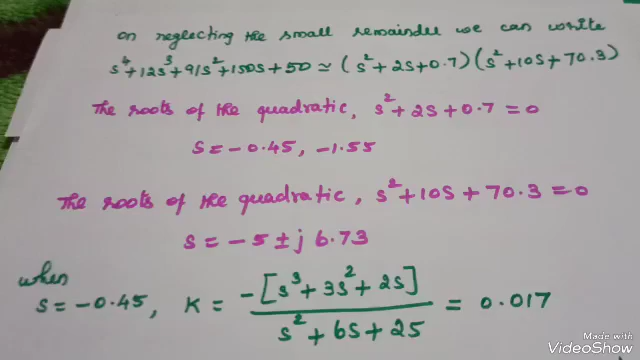 on neglecting the small remainder we can write
s⁴+12s³+91s²+150s+50 ≃ (s²+2s+0.7)(s²+10s+70.3)
The roots of the quadratic, s²+2s+0.7=0
s=-0.45, -1.55
The roots of the quadratic, s²+10s+70.3=0
s = -5 ± j 6.73
when
s=-0.45, K = -[s³+3s²+2s] / s²+6s+25 = 0.017
Made with
VideoShow